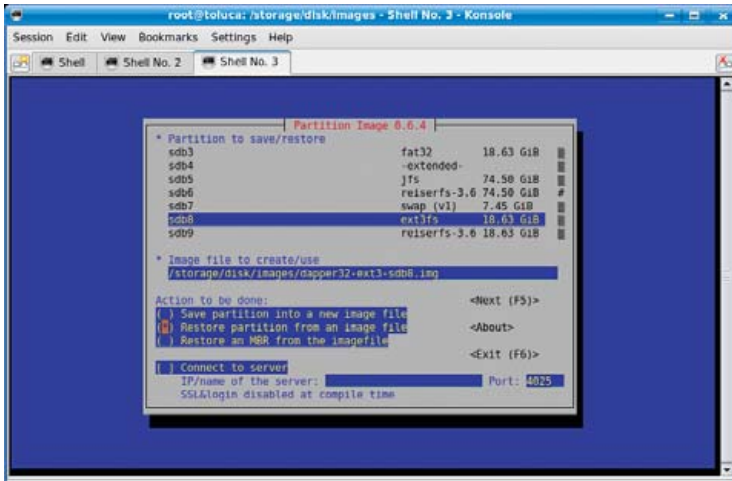 root@toluca: /storage/disk/images - Shell No. 3 - Konsole
Session Edit View Bookmarks Settings Help
Shell Shell No. 2 Shell No. 3
Partition Image 0.6.4
* Partition to save/restore
sdb3 fat32 18.63 GiB
sdb4 -extended-
sdb5 jfs 74.50 GiB
sdb6 reiserfs-3.6 74.50 GiB #
sdb7 swap (v1) 7.45 GiB
sdb8 ext3fs 18.63 GiB
sdb9 reiserfs-3.6 18.63 GiB
* Image file to create/use
/storage/disk/images/dapper32-ext3-sdb8.img
Action to be done: <Next (F5)>
( ) Save partition into a new image file
(*) Restore partition from an image file <About>
( ) Restore an MBR from the imagefile
<Exit (F6)>
[ ] Connect to server
IP/name of the server: Port: 4025
SSL&login disabled at compile time